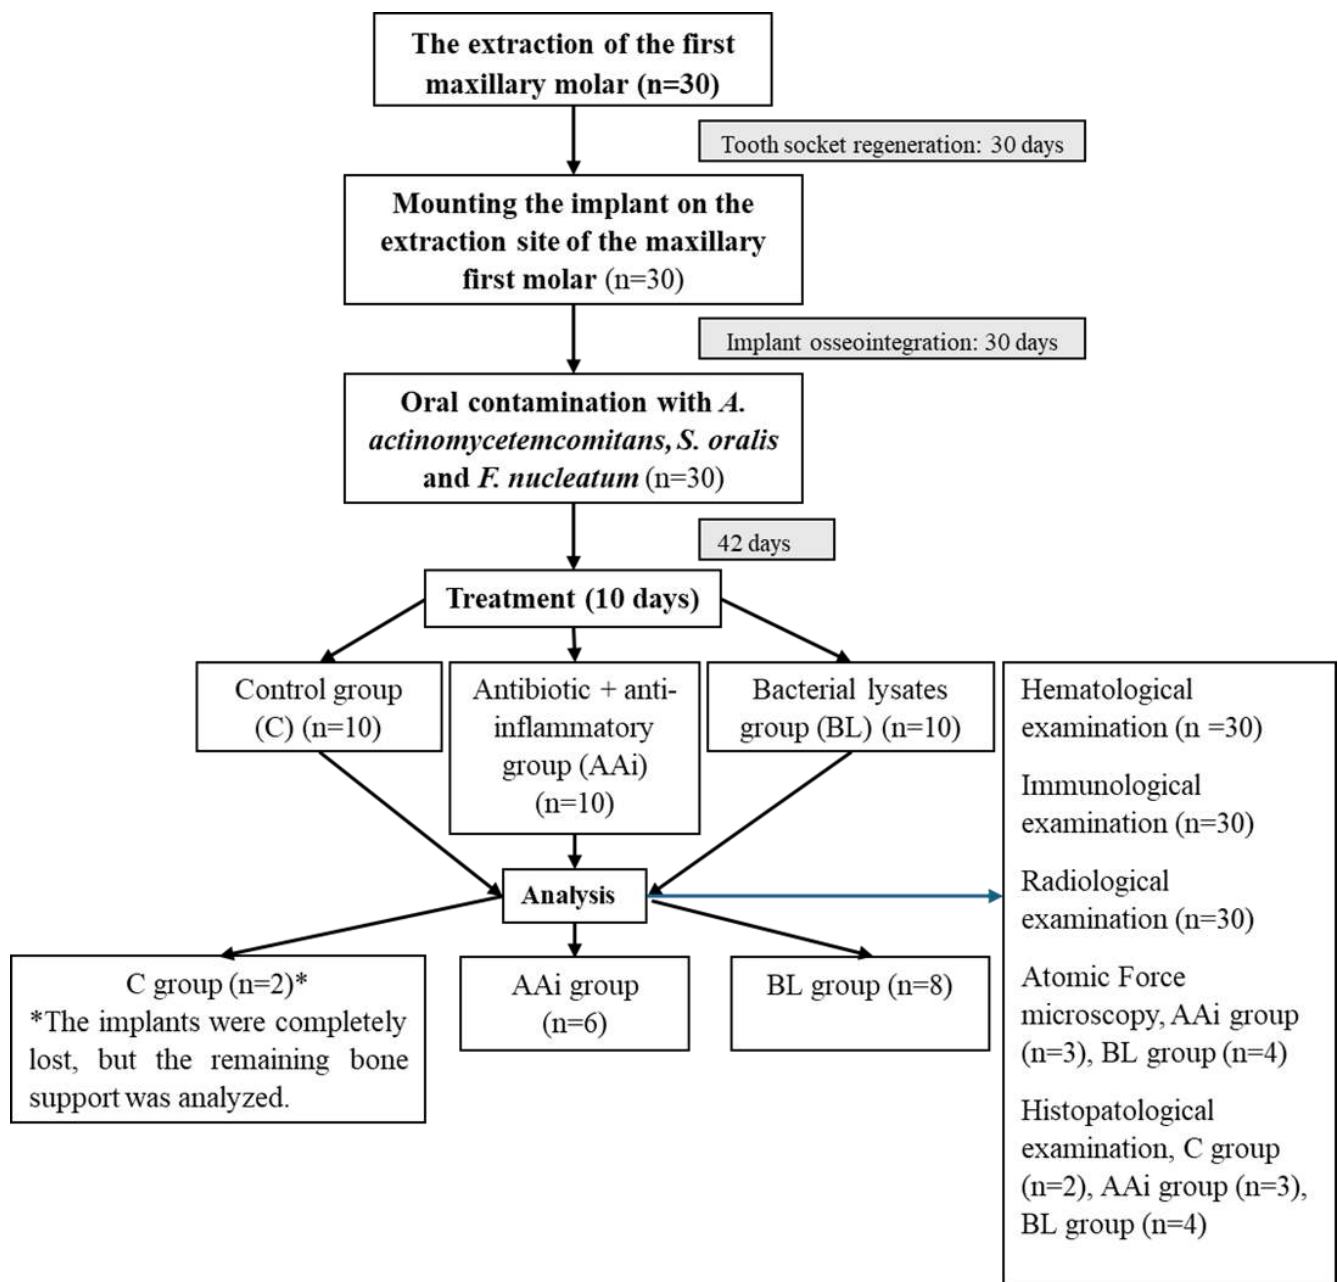 The extraction of the first
maxillary molar (n=30)
Tooth socket regeneration: 30 days
Mounting the implant on the
extraction site of the maxillary
first molar (n=30)
Implant osseointegration: 30 days
Oral contamination with A.
actinomycetemcomitans, S. oralis
and F. nucleatum (n=30)
42 days
Treatment (10 days)
Control group
(C) (n=10)
Antibiotic + anti-
inflammatory
group (AAi)
(n=10)
Bacterial lysates
group (BL) (n=10)
Analysis
C group (n=2)*
*The implants were completely
lost, but the remaining bone
support was analyzed.
AAi group
(n=6)
BL group (n=8)
Hematological
examination (n =30)
Immunological
examination (n=30)
Radiological
examination (n=30)
Atomic Force
microscopy, AAi group
(n=3), BL group (n=4)
Histopatological
examination, C group
(n=2), AAi group (n=3),
BL group (n=4)